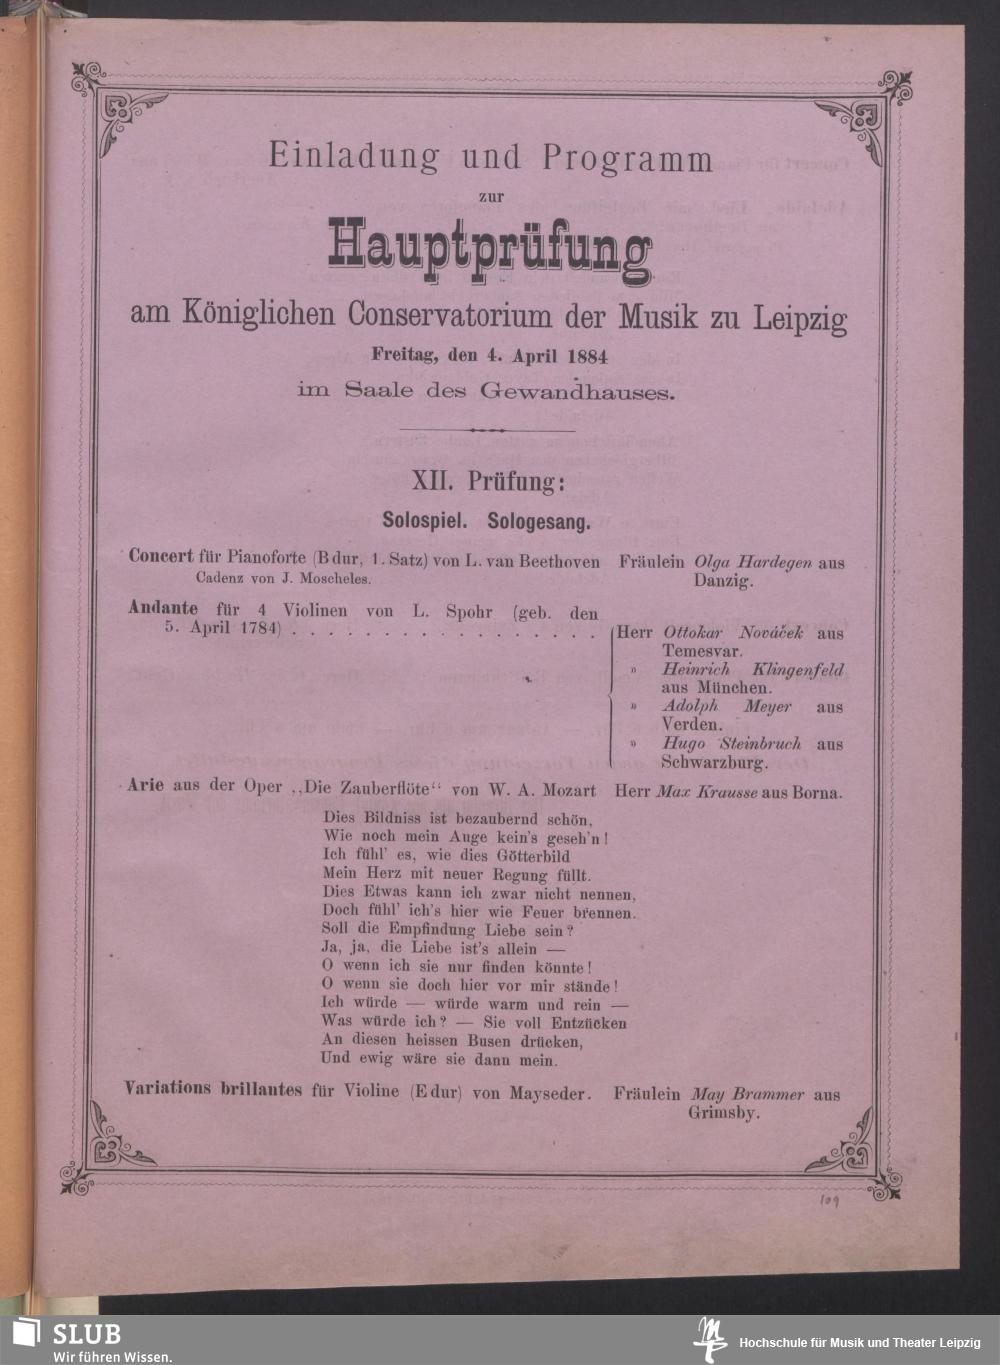 Einladung und Programm
zur
Hauptprüfung
am Königlichen Conservatorium der Musik zu Leipzig
Freitag, den 4. April 1884
im Saale des Gewandhauses.
XII. Prüfung:
Solospiel. Sologesang.
Concert für Pianoforte (Bdur, 1. Satz) von L. van Beethoven Fräulein Olga Hardegen aus
Cadenz von J. Moscheles. Danzig.
Andante für 4 Violinen von L. Spohr (geb. den
5. April 1784) . . . . . . . . . . . . . . . . . . Herr Ottokar Nováček aus
Temesvar.
" Heinrich Klingenfeld
aus München.
" Adolph Meyer aus
Verden.
" Hugo Steinbruch aus
Schwarzburg.
Arie aus der Oper „Die Zauberflöte“ von W. A. Mozart Herr Max Krausse aus Borna.
Dies Bildniss ist bezaubernd schön,
Wie noch mein Auge kein's geseh'n!
Ich fühl' es, wie dies Götterbild
Mein Herz mit neuer Regung füllt.
Dies Etwas kann ich zwar nicht nennen,
Doch fühl' ich's hier wie Feuer brennen.
Soll die Empfindung Liebe sein?
Ja, ja, die Liebe ist's allein —
O wenn ich sie nur finden könnte!
O wenn sie doch hier vor mir stände!
Ich würde — würde warm und rein —
Was würde ich? — Sie voll Entzücken
An diesen heissen Busen drücken,
Und ewig wäre sie dann mein.
Variations brillantes für Violine (Edur) von Mayseder. Fräulein May Brammer aus
Grimsby.
109
SLUB
Wir führen Wissen.
Hochschule für Musik und Theater Leipzig